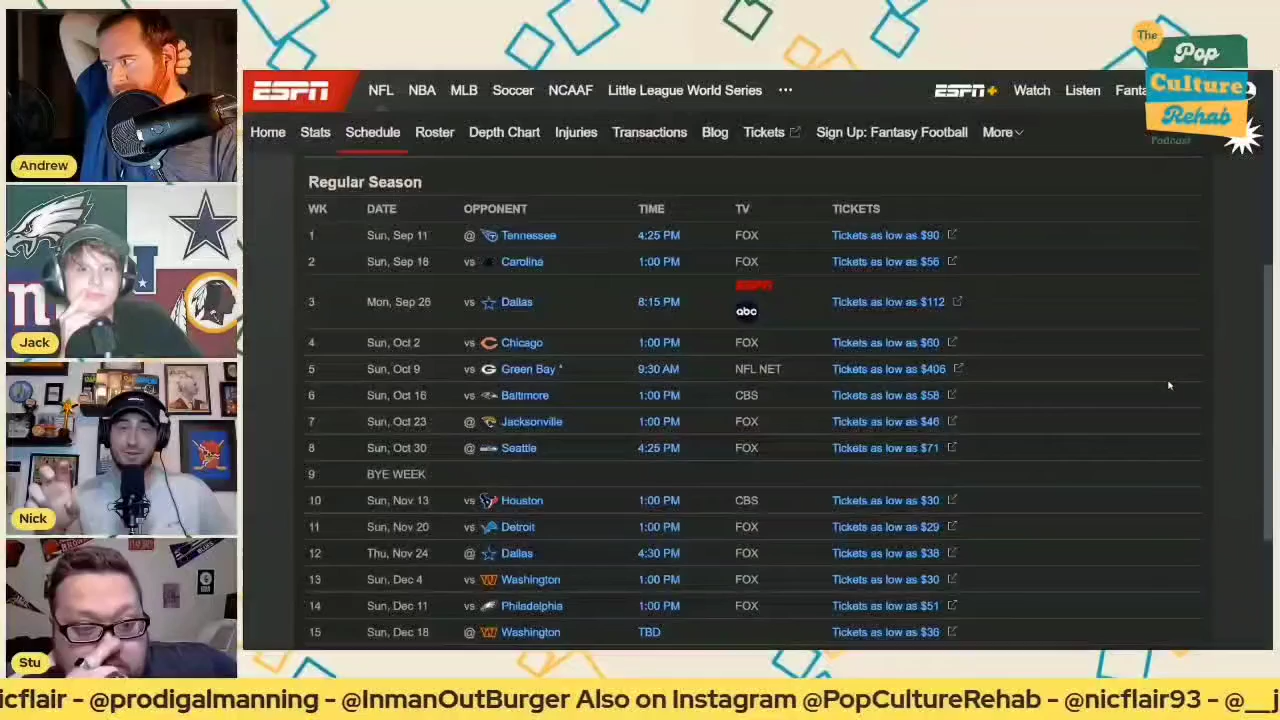 The
Pop
Culture
Rehab
Podcast
ESPN NFL NBA MLB Soccer NCAAF Little League World Series ••• ESPN+ Watch Listen Fanta
Home Stats Schedule Roster Depth Chart Injuries Transactions Blog Tickets Sign Up: Fantasy Football More
Regular Season
WK DATE OPPONENT TIME TV TICKETS
1 Sun, Sep 11 @ Tennessee 4:25 PM FOX Tickets as low as $90
2 Sun, Sep 18 vs Carolina 1:00 PM FOX Tickets as low as $56
3 Mon, Sep 26 vs Dallas 8:15 PM ESPN abc Tickets as low as $112
4 Sun, Oct 2 vs Chicago 1:00 PM FOX Tickets as low as $60
5 Sun, Oct 9 vs Green Bay * 9:30 AM NFL NET Tickets as low as $406
6 Sun, Oct 16 vs Baltimore 1:00 PM CBS Tickets as low as $58
7 Sun, Oct 23 @ Jacksonville 1:00 PM FOX Tickets as low as $46
8 Sun, Oct 30 @ Seattle 4:25 PM FOX Tickets as low as $71
9 BYE WEEK
10 Sun, Nov 13 vs Houston 1:00 PM CBS Tickets as low as $30
11 Sun, Nov 20 vs Detroit 1:00 PM FOX Tickets as low as $29
12 Thu, Nov 24 @ Dallas 4:30 PM FOX Tickets as low as $38
13 Sun, Dec 4 vs Washington 1:00 PM FOX Tickets as low as $30
14 Sun, Dec 11 vs Philadelphia 1:00 PM FOX Tickets as low as $51
15 Sun, Dec 18 @ Washington TBD Tickets as low as $36
Andrew
Jack
Nick
Stu
icflair - @prodigalmanning - @InmanOutBurger Also on Instagram @PopCultureRehab - @nicflair93 - @__j